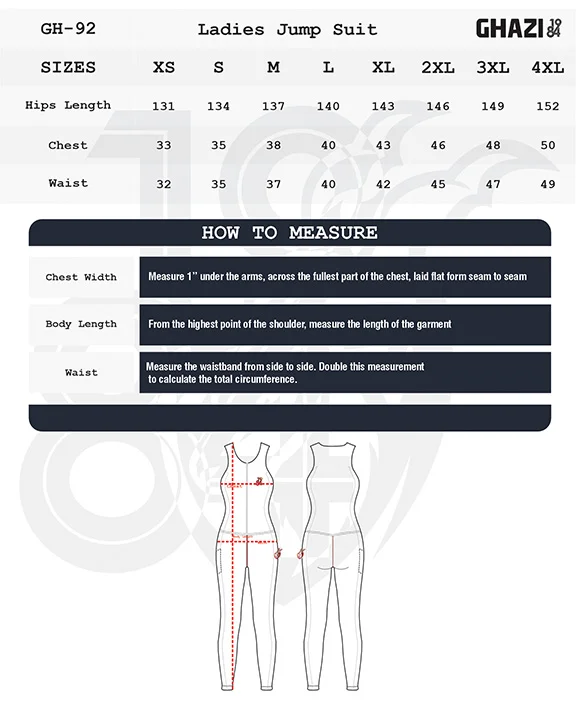 GH-92 Ladies Jump Suit GHAZI 1984
SIZES XS S M L XL 2XL 3XL 4XL
Hips Length 131 134 137 140 143 146 149 152
Chest 33 35 38 40 43 46 48 50
Waist 32 35 37 40 42 45 47 49
HOW TO MEASURE
Chest Width Measure 1” under the arms, across the fullest part of the chest, laid flat form seam to seam
Body Length From the highest point of the shoulder, measure the length of the garment
Waist Measure the waistband from side to side. Double this measurement
to calculate the total circumference.